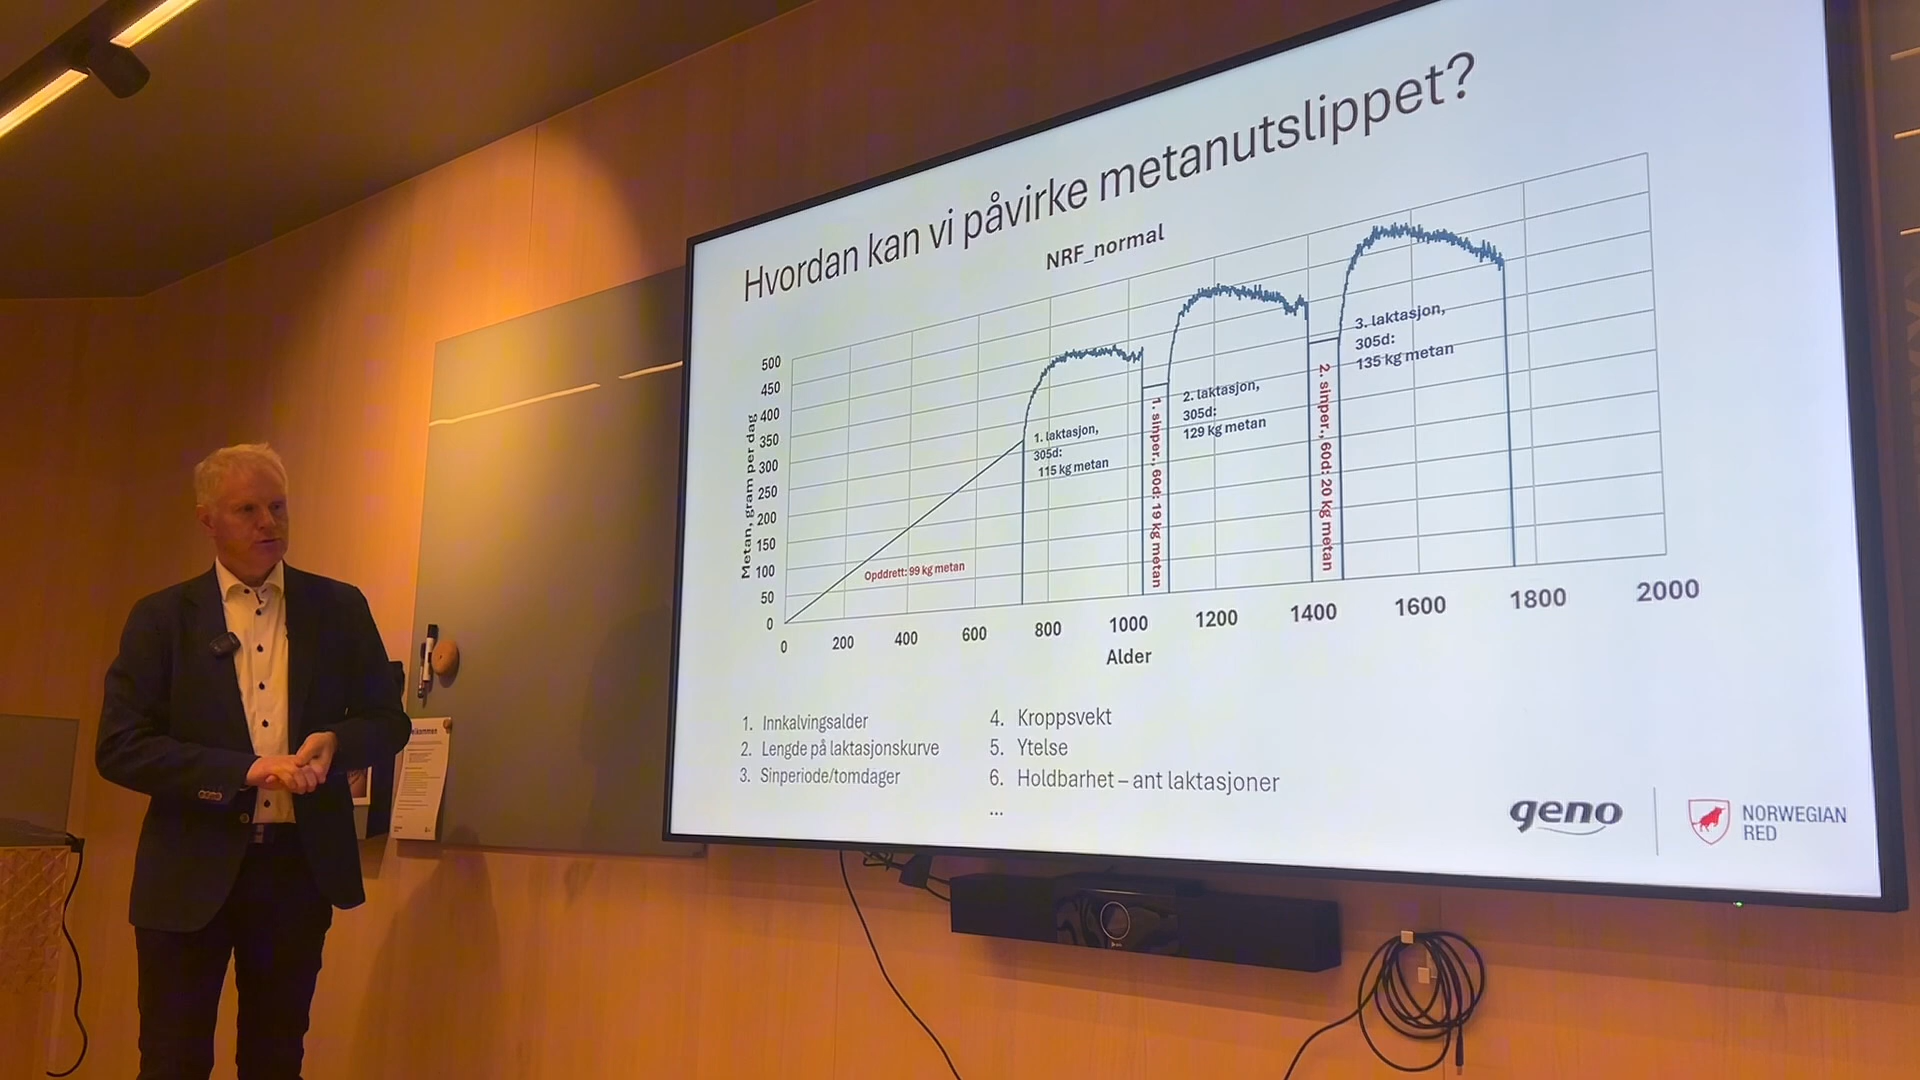 Hvordan kan vi påvirke metanutslippet?
NRF_normal
Metan, gram per dag
500
450
400
350
300
250
200
150
100
50
0
0 200 400 600 800 1000 1200 1400 1600 1800 2000
Alder
Opddrett: 99 kg metan
1. laktasjon,
305d:
115 kg metan
1. sinper., 60d: 19 kg metan
2. laktasjon,
305d:
129 kg metan
2. sinper., 60d: 20 kg metan
3. laktasjon,
305d:
135 kg metan
1. Innkalvingsalder
2. Lengde på laktasjonskurve
3. Sinperiode/tomdager
4. Kroppsvekt
5. Ytelse
6. Holdbarhet – ant laktasjoner
...
geno
NORWEGIAN
RED